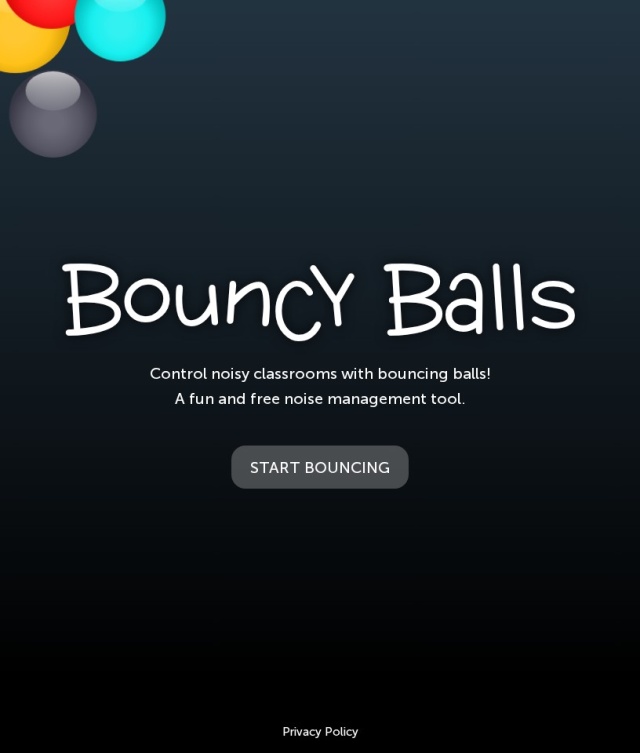 Bouncy Balls
Control noisy classrooms with bouncing balls!
A fun and free noise management tool.
START BOUNCING
Privacy Policy